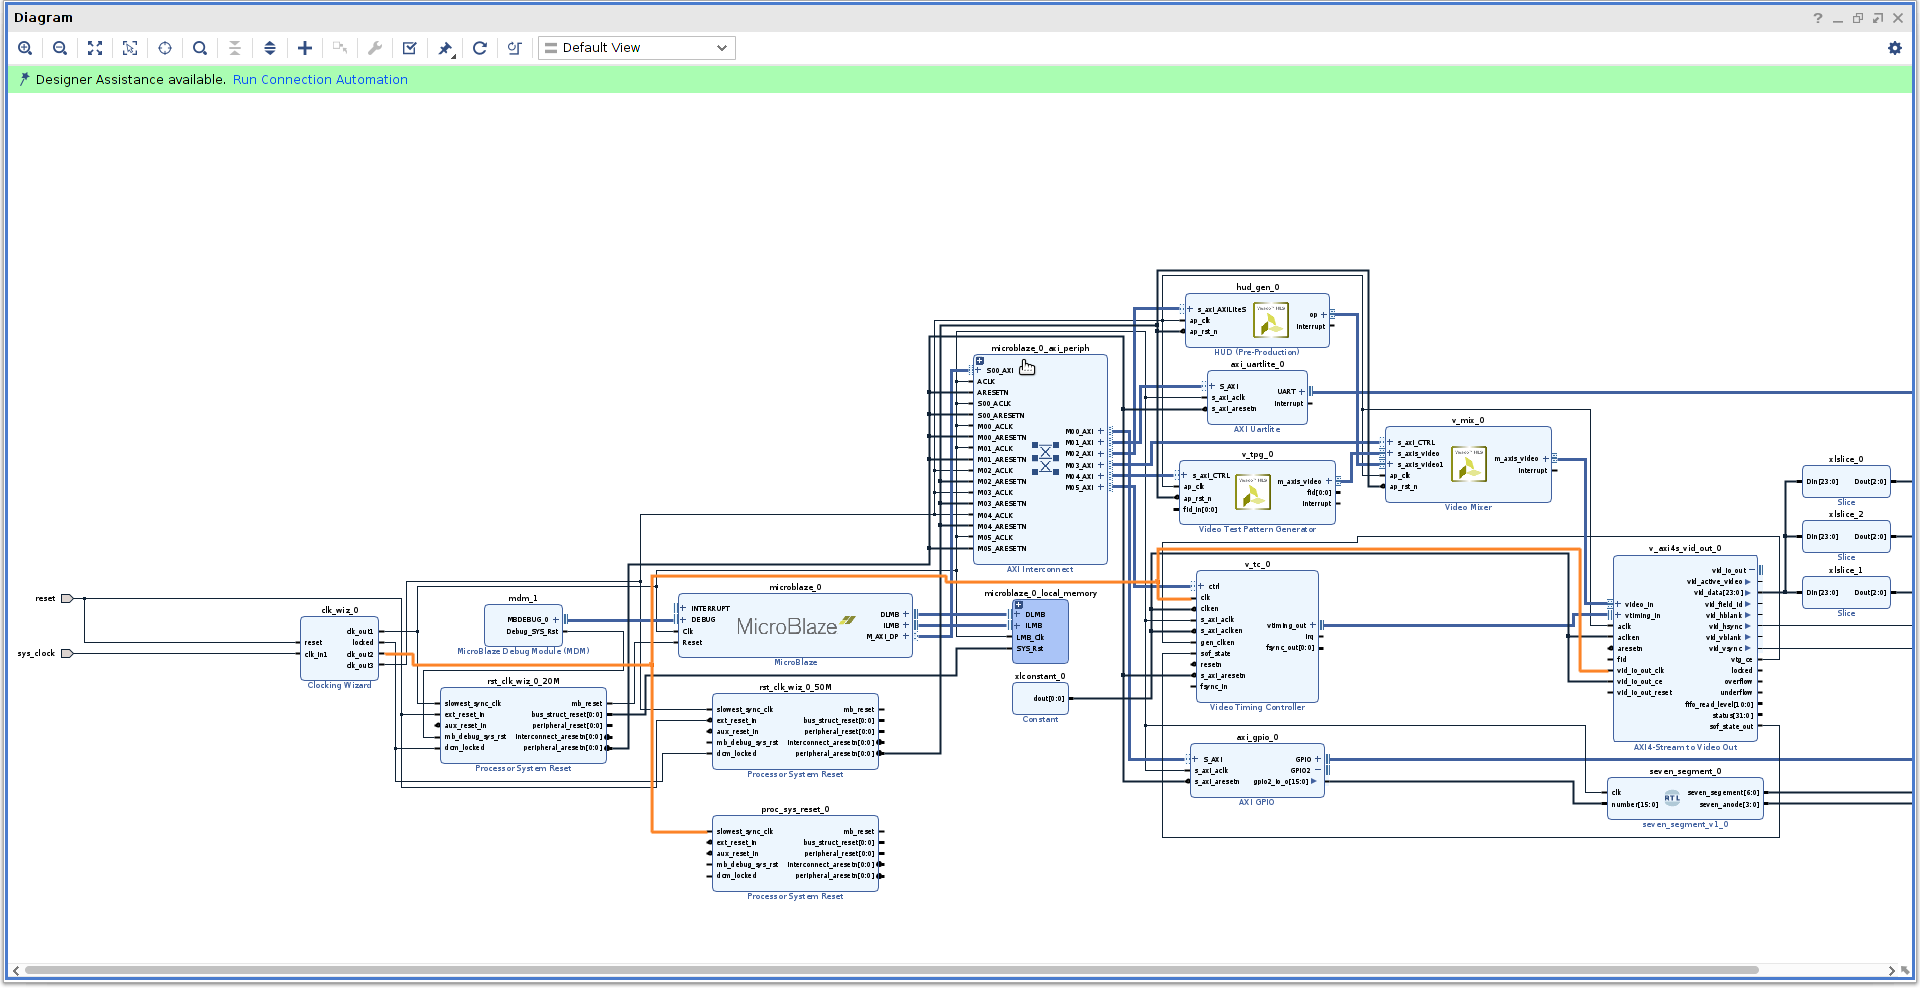 Diagram
?
Default View
Designer Assistance available. Run Connection Automation
reset
sys_clock
clk_wiz_0
reset
clk_in1
clk_out1
locked
clk_out2
clk_out3
Clocking Wizard
mdm_1
MBDEBUG_0
Debug_SYS_Rst
MicroBlaze Debug Module (MDM)
rst_clk_wiz_0_20M
slowest_sync_clk
ext_reset_in
aux_reset_in
mb_debug_sys_rst
dcm_locked
mb_reset
bus_struct_reset[0:0]
peripheral_reset[0:0]
interconnect_aresetn[0:0]
peripheral_aresetn[0:0]
Processor System Reset
microblaze_0
INTERRUPT
DEBUG
Clk
Reset
MicroBlaze
DLMB
ILMB
M_AXI_DP
MicroBlaze
rst_clk_wiz_0_50M
slowest_sync_clk
ext_reset_in
aux_reset_in
mb_debug_sys_rst
dcm_locked
mb_reset
bus_struct_reset[0:0]
peripheral_reset[0:0]
interconnect_aresetn[0:0]
peripheral_aresetn[0:0]
Processor System Reset
proc_sys_reset_0
slowest_sync_clk
ext_reset_in
aux_reset_in
mb_debug_sys_rst
dcm_locked
mb_reset
bus_struct_reset[0:0]
peripheral_reset[0:0]
interconnect_aresetn[0:0]
peripheral_aresetn[0:0]
Processor System Reset
microblaze_0_axi_periph
S00_AXI
ACLK
ARESETN
S00_ACLK
S00_ARESETN
M00_ACLK
M00_ARESETN
M01_ACLK
M01_ARESETN
M02_ACLK
M02_ARESETN
M03_ACLK
M03_ARESETN
M04_ACLK
M04_ARESETN
M05_ACLK
M05_ARESETN
M00_AXI
M01_AXI
M02_AXI
M03_AXI
M04_AXI
M05_AXI
AXI Interconnect
microblaze_0_local_memory
DLMB
ILMB
LMB_Clk
SYS_Rst
xlconstant_0
dout[0:0]
Constant
hud_gen_0
s_axi_AXILiteS
ap_clk
ap_rst_n
op
interrupt
HUD (Pre-Production)
axi_uartlite_0
S_AXI
s_axi_aclk
s_axi_aresetn
UART
interrupt
AXI Uartlite
v_tpg_0
s_axi_CTRL
ap_clk
ap_rst_n
fid_in[0:0]
m_axis_video
fid[0:0]
interrupt
Video Test Pattern Generator
v_tc_0
ctrl
clk
clken
s_axi_aclk
s_axi_aclken
gen_clken
sof_state
resetn
s_axi_aresetn
fsync_in
vtiming_out
irq
fsync_out[0:0]
Video Timing Controller
axi_gpio_0
S_AXI
s_axi_aclk
s_axi_aresetn
GPIO
GPIO2
gpio2_io_o[15:0]
AXI GPIO
v_mix_0
s_axi_CTRL
s_axis_video
s_axis_video1
ap_clk
ap_rst_n
m_axis_video
interrupt
Video Mixer
v_axi4s_vid_out_0
video_in
vtiming_in
aclk
aclken
aresetn
fid
vid_io_out_clk
vid_io_out_ce
vid_io_out_reset
vid_io_out
vid_active_video
vid_data[23:0]
vid_field_id
vid_hblank
vid_hsync
vid_vblank
vid_vsync
vtg_ce
locked
overflow
underflow
fifo_read_level[10:0]
status[31:0]
sof_state_out
AXI4-Stream to Video Out
seven_segment_0
clk
number[15:0]
RTL
seven_segement[6:0]
seven_anode[3:0]
seven_segment_v1_0
xlslice_0
Din[23:0]
Dout[2:0]
Slice
xlslice_2
Din[23:0]
Dout[3:0]
Slice
xlslice_1
Din[23:0]
Dout[2:0]
Slice